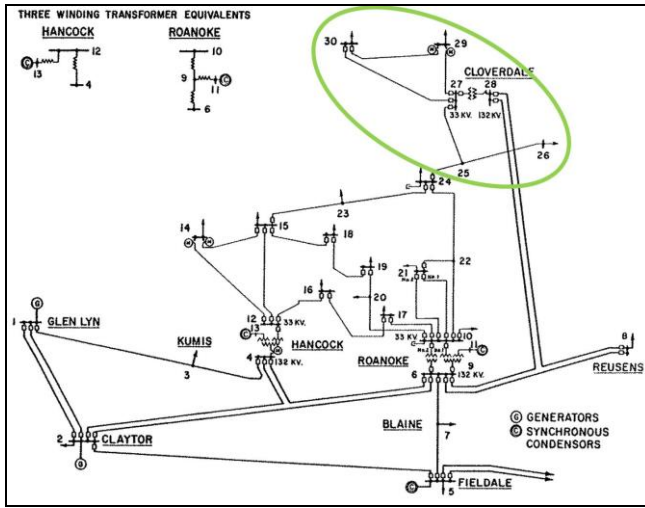 THREE WINDING TRANSFORMER EQUIVALENTS
HANCOCK
ROANOKE
12
C
13
4
10
9
C
11
6
30
29
CLOVERDALE
27
28
33 KV.
132 KV.
26
25
24
23
14
15
18
19
22
21
16
20
17
12
33 KV.
13
C
HANCOCK
4
132 KV.
33 KV.
10
11
C
ROANOKE
9
6
132 KV.
G
1
GLEN LYN
KUMIS
3
8
REUSENS
BLAINE
7
2
CLAYTOR
G
C
5
FIELDALE
G GENERATORS
C SYNCHRONOUS
CONDENSORS